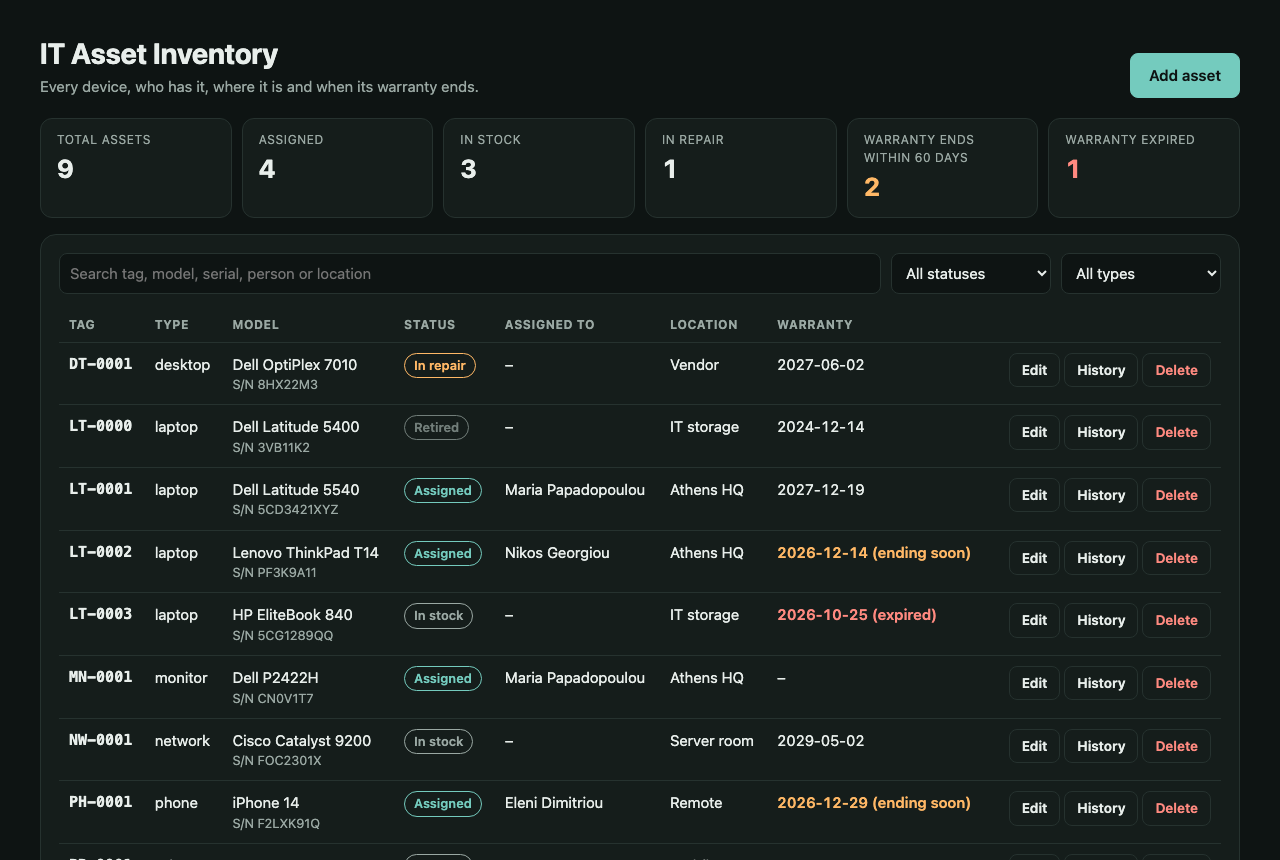 IT Asset Inventory
Every device, who has it, where it is and when its warranty ends.
Add asset
TOTAL ASSETS
9
ASSIGNED
4
IN STOCK
3
IN REPAIR
1
WARRANTY ENDS
WITHIN 60 DAYS
2
WARRANTY EXPIRED
1
Search tag, model, serial, person or location
All statuses
All types
TAG TYPE MODEL STATUS ASSIGNED TO LOCATION WARRANTY
DT-0001 desktop Dell OptiPlex 7010 In repair – Vendor 2027-06-02 Edit History Delete
S/N 8HX22M3
LT-0000 laptop Dell Latitude 5400 Retired – IT storage 2024-12-14 Edit History Delete
S/N 3VB11K2
LT-0001 laptop Dell Latitude 5540 Assigned Maria Papadopoulou Athens HQ 2027-12-19 Edit History Delete
S/N 5CD3421XYZ
LT-0002 laptop Lenovo ThinkPad T14 Assigned Nikos Georgiou Athens HQ 2026-12-14 (ending soon) Edit History Delete
S/N PF3K9A11
LT-0003 laptop HP EliteBook 840 In stock – IT storage 2026-10-25 (expired) Edit History Delete
S/N 5CG1289QQ
MN-0001 monitor Dell P2422H Assigned Maria Papadopoulou Athens HQ – Edit History Delete
S/N CN0V1T7
NW-0001 network Cisco Catalyst 9200 In stock – Server room 2029-05-02 Edit History Delete
S/N FOC2301X
PH-0001 phone iPhone 14 Assigned Eleni Dimitriou Remote 2026-12-29 (ending soon) Edit History Delete
S/N F2LXK91Q